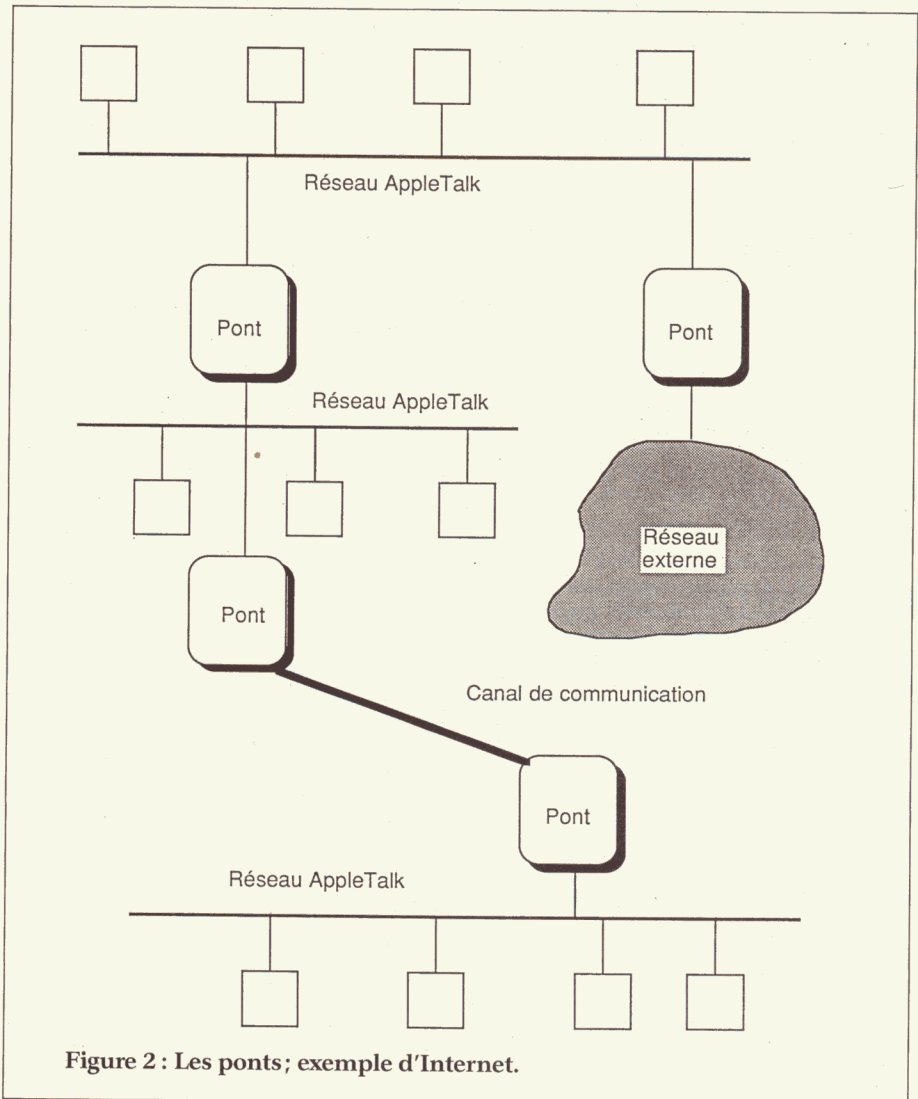 Réseau AppleTalk
Pont
Pont
Réseau AppleTalk
Réseau
externe
Pont
Canal de communication
Pont
Réseau AppleTalk
Figure 2 : Les ponts ; exemple d'Internet.